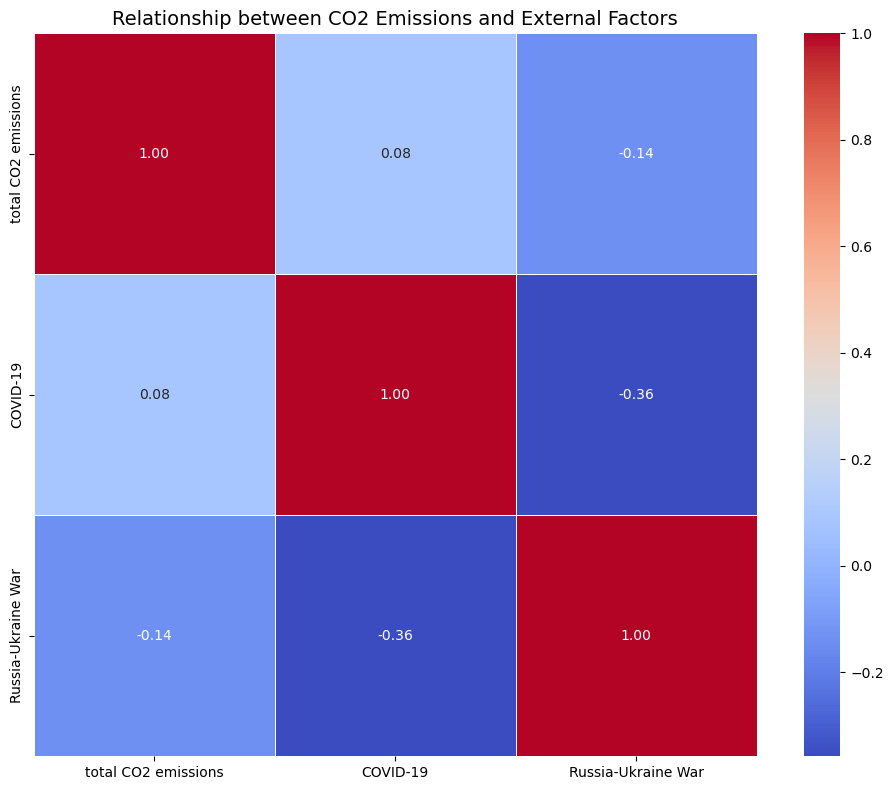 Relationship between CO2 Emissions and External Factors
total CO2 emissions
1.00
0.08
-0.14
COVID-19
0.08
1.00
-0.36
Russia-Ukraine War
-0.14
-0.36
1.00
total CO2 emissions
COVID-19
Russia-Ukraine War
1.0
0.8
0.6
0.4
0.2
0.0
−0.2